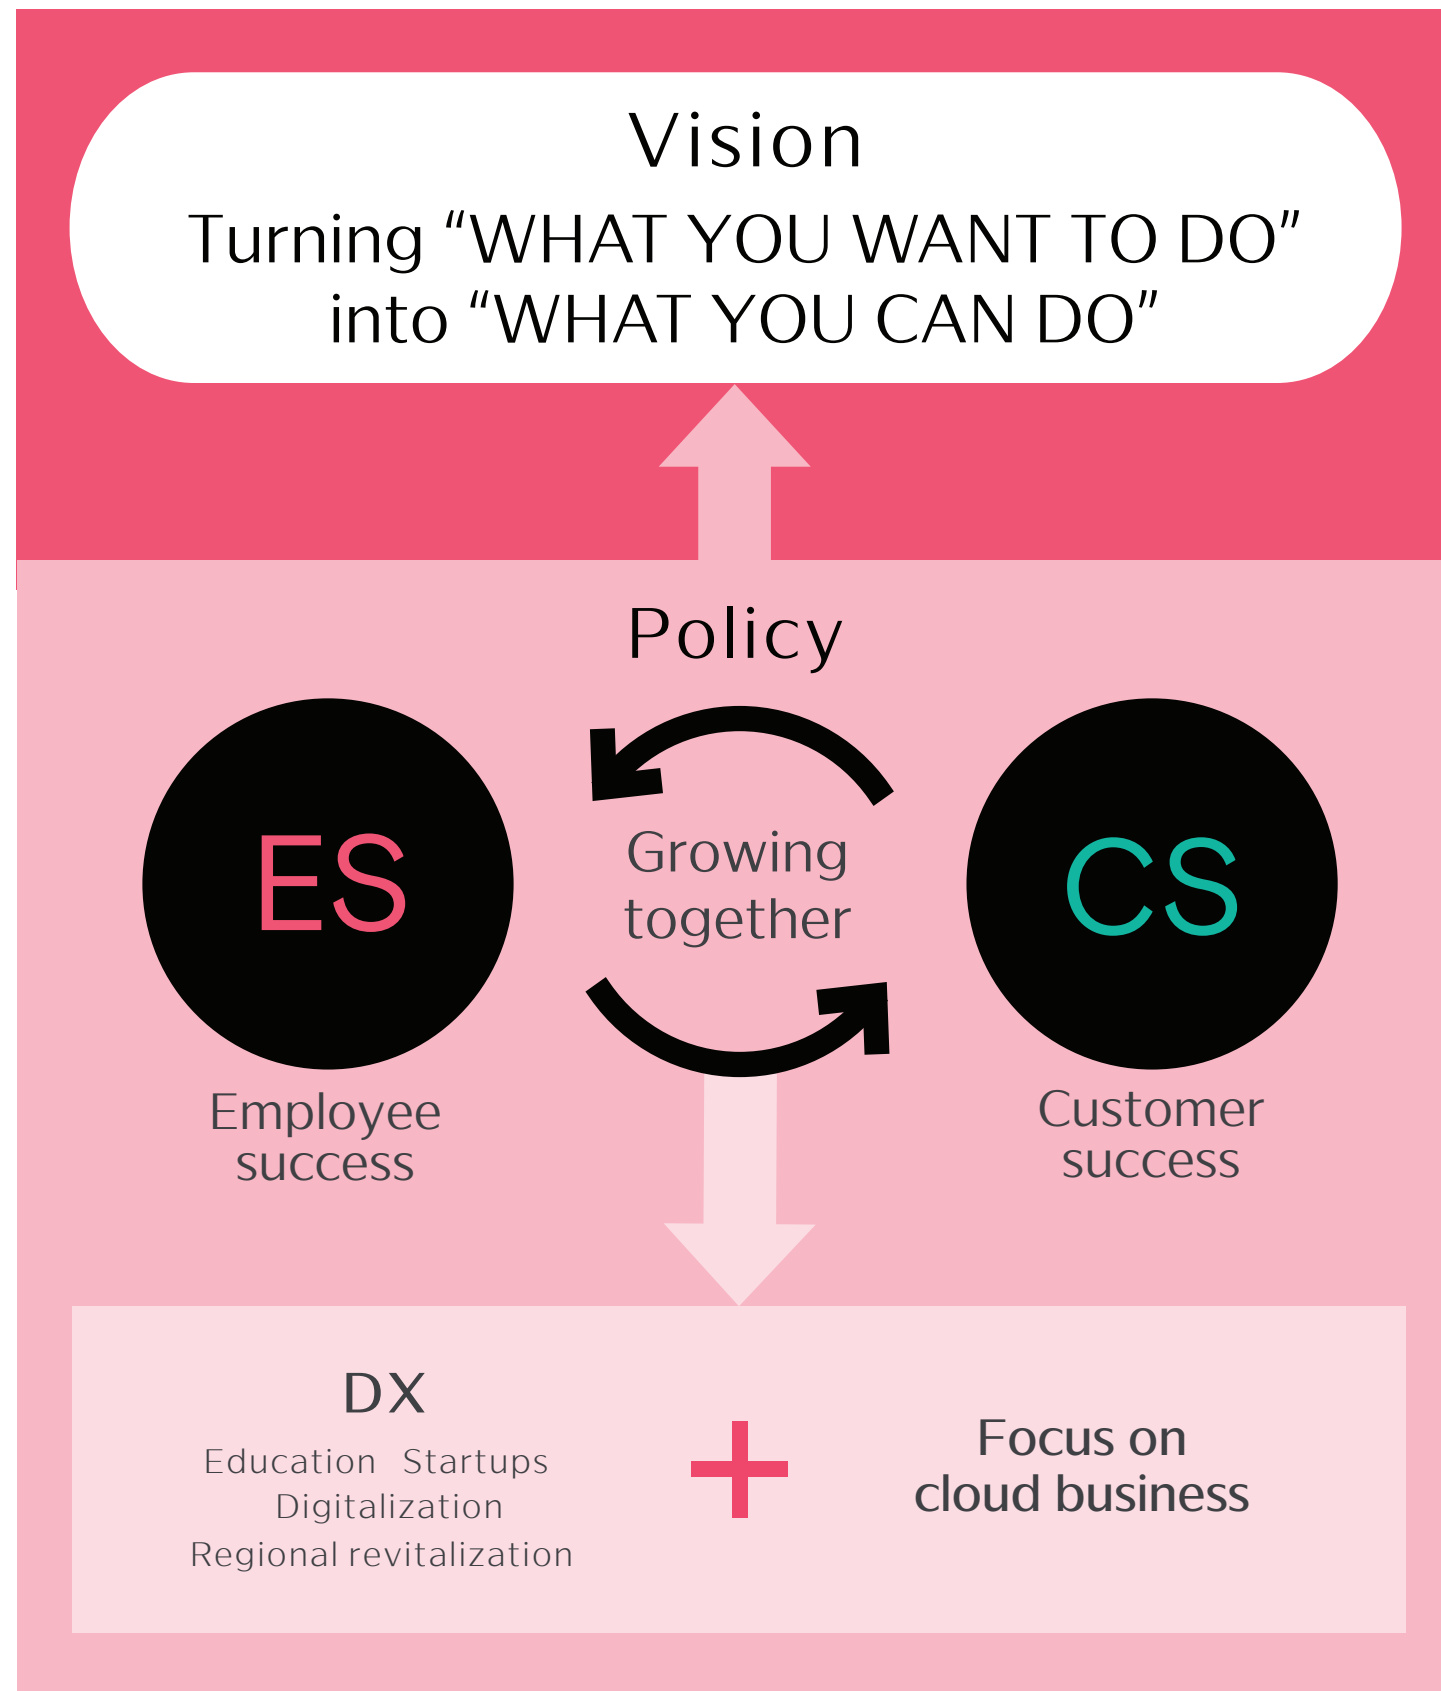 Vision
Turning “WHAT YOU WANT TO DO”
into “WHAT YOU CAN DO”
Policy
ES
Growing
together
CS
Employee
success
Customer
success
DX
Education Startups
Digitalization
Regional revitalization
Focus on
cloud business